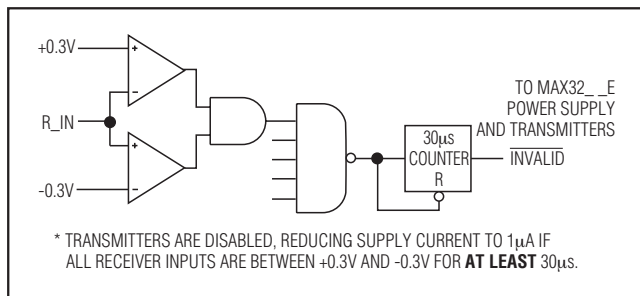 +0.3V
R_IN
-0.3V
+
-
+
-
30µs
COUNTER
R
TO MAX32_ _E
POWER SUPPLY
AND TRANSMITTERS
INVALID
* TRANSMITTERS ARE DISABLED, REDUCING SUPPLY CURRENT TO 1µA IF
ALL RECEIVER INPUTS ARE BETWEEN +0.3V AND -0.3V FOR AT LEAST 30µs.